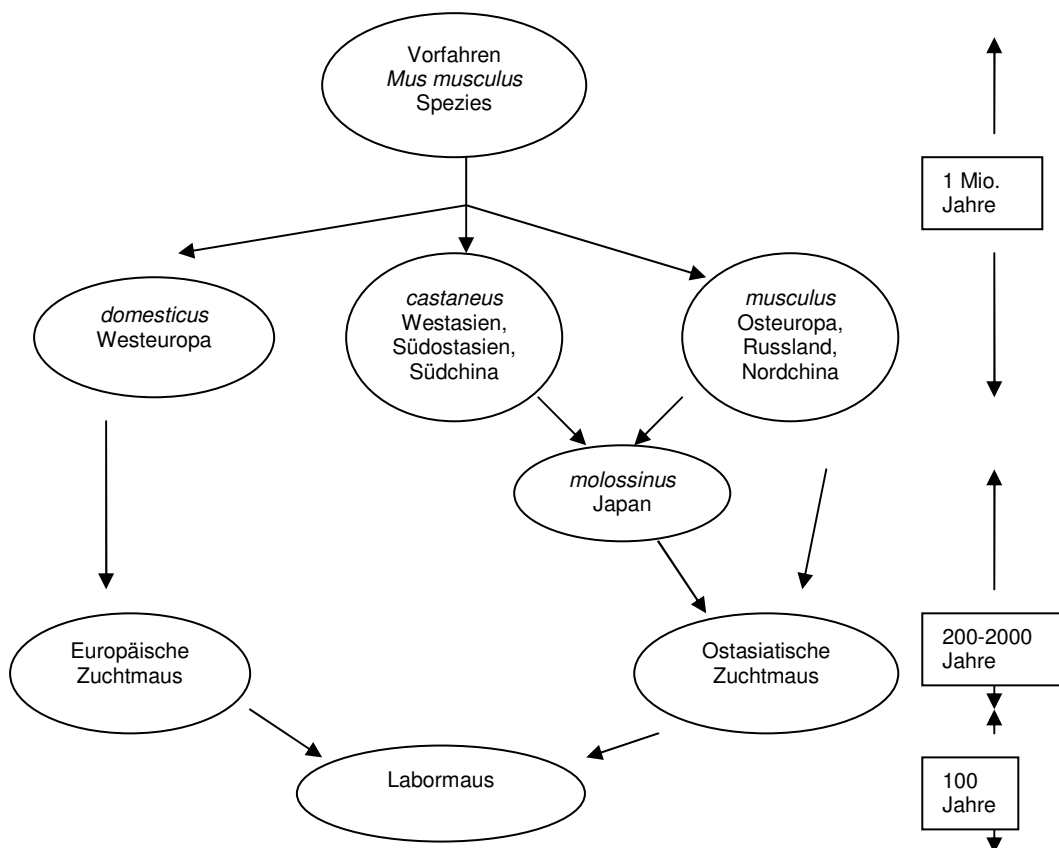 Vorfahren
Mus musculus
Spezies
1 Mio.
Jahre
domesticus
Westeuropa
castaneus
Westasien,
Südostasien,
Südchina
musculus
Osteuropa,
Russland,
Nordchina
molossinus
Japan
Europäische
Zuchtmaus
Ostasiatische
Zuchtmaus
200-2000
Jahre
Labormaus
100
Jahre